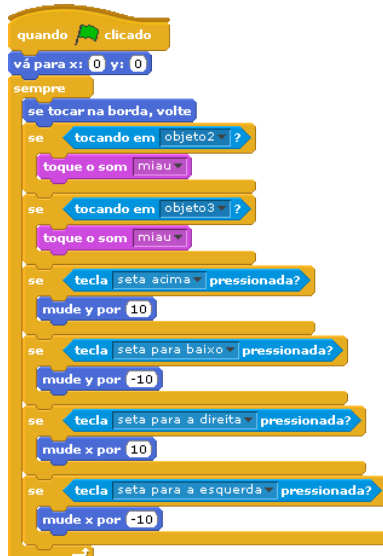 quando clicado
vá para x: 0 y: 0
sempre
se tocar na borda, volte
se tocando em objeto2 ?
toque o som miau
se tocando em objeto3 ?
toque o som miau
se tecla seta acima pressionada?
mude y por 10
se tecla seta para baixo pressionada?
mude y por -10
se tecla seta para a direita pressionada?
mude x por 10
se tecla seta para a esquerda pressionada?
mude x por -10